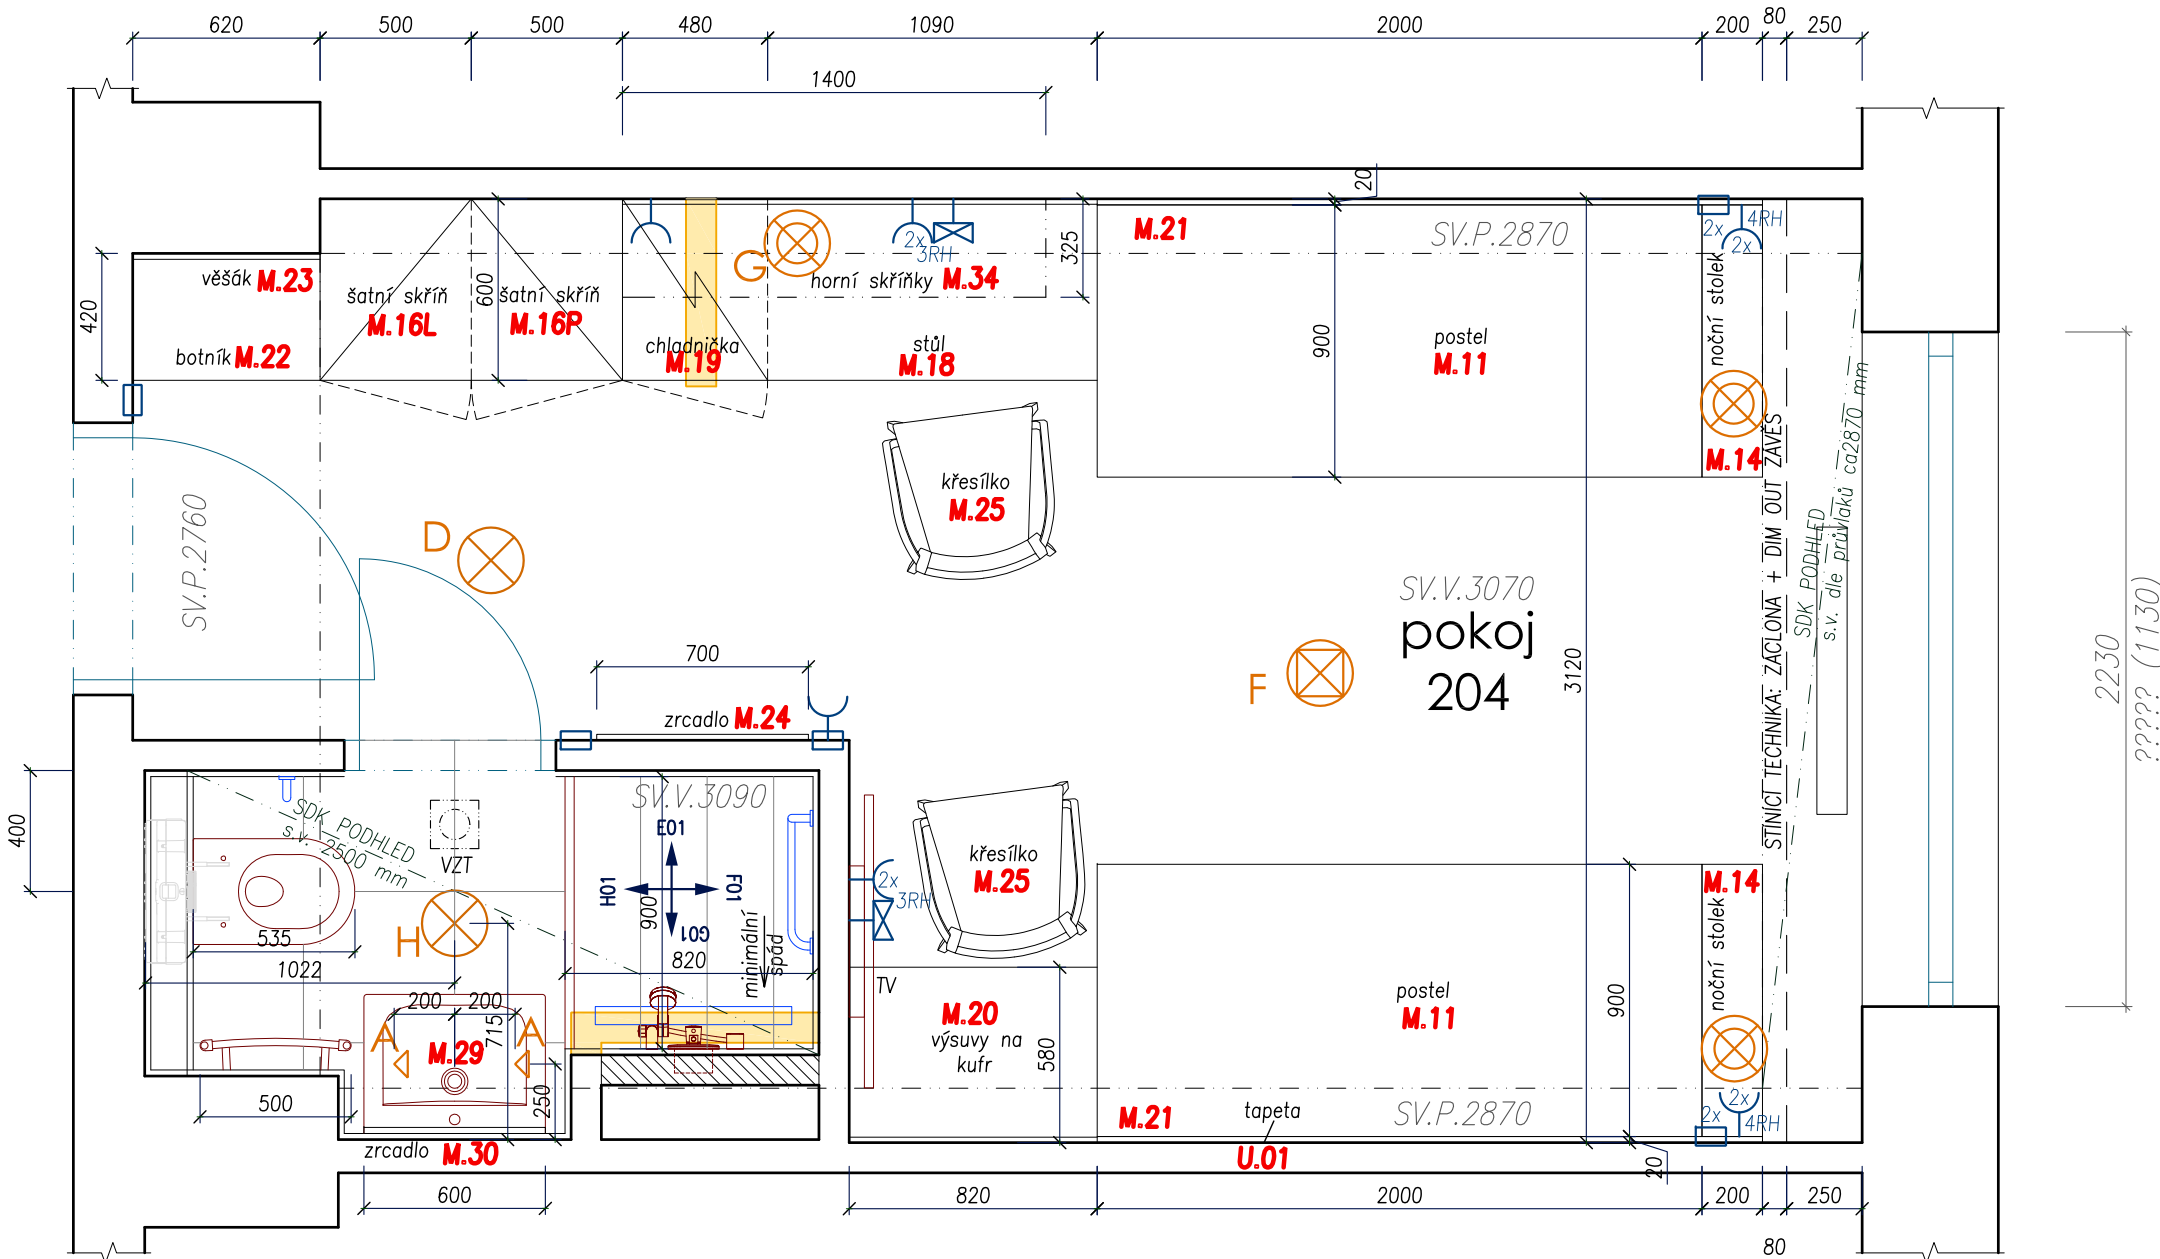 620
500
500
480
1090
2000
200
80
250
1400
20
M.21
SV.P.2870
2x
4RH
2x
G
2x
3RH
325
věšák M.23
horní skříňky M.34
šatní skříň
M.16L
600
šatní skříň
M.16P
420
botník M.22
chladnička
M.19
stůl
M.18
900
postel
M.11
noční stolek
M.14
křesílko
M.25
SV.P.2760
D
STÍNÍCÍ TECHNIKA: ZÁCLONA + DIM OUT ZÁVĚS
SDK PODHLED
s.v. dle průvlaků ca2870 mm
SV.V.3070
pokoj
204
3120
F
2230
????? (1130)
700
zrcadlo M.24
400
SDK PODHLED
s.v. 2500 mm
VZT
SV.V.3090
E01
H01
F01
G01
900
minimální
spád
820
535
1022
H
200
200
715
A
A
M.29
250
500
zrcadlo M.30
600
2x
3RH
křesílko
M.25
TV
M.20
výsuvy na
kufr
580
postel
M.11
900
M.14
noční stolek
2x
2x
4RH
M.21
tapeta
SV.P.2870
U.01
20
820
2000
200
250
80